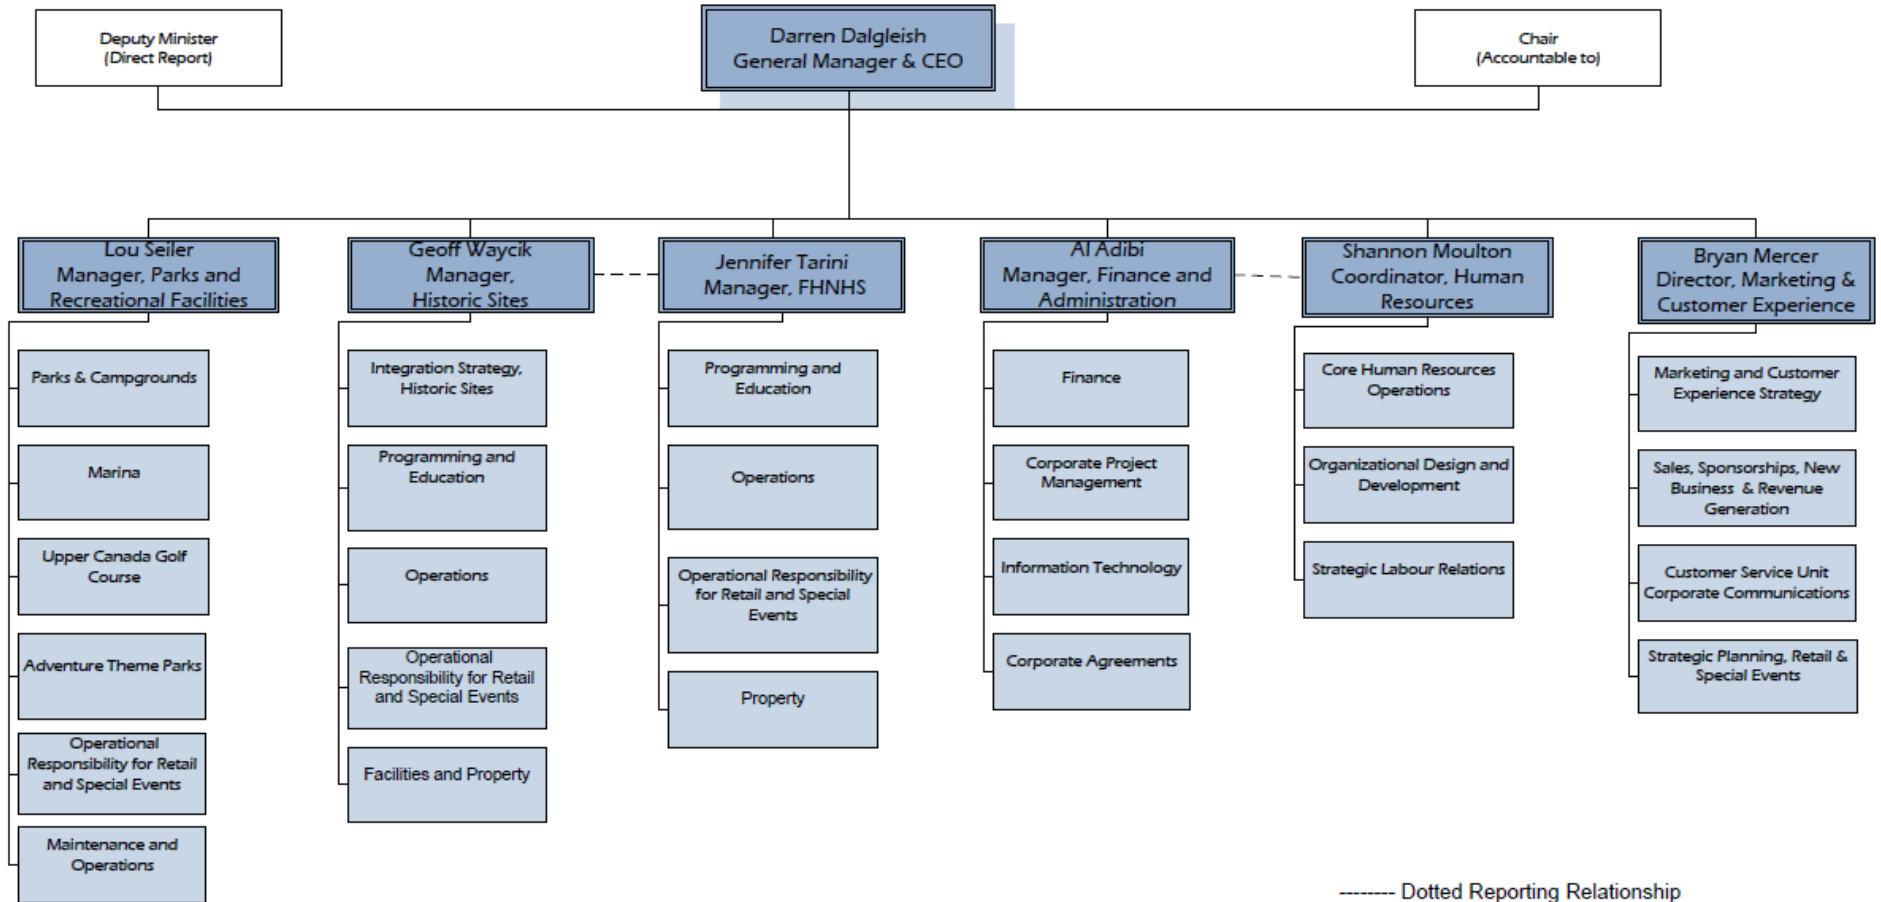 Deputy Minister
(Direct Report)
Darren Dalgleish
General Manager & CEO
Chair
(Accountable to)
Lou Seiler
Manager, Parks and
Recreational Facilities
Geoff Waycik
Manager,
Historic Sites
Jennifer Tarini
Manager, FHNHS
Al Adibi
Manager, Finance and
Administration
Shannon Moulton
Coordinator, Human
Resources
Bryan Mercer
Director, Marketing &
Customer Experience
Parks & Campgrounds
Marina
Upper Canada Golf
Course
Adventure Theme Parks
Operational
Responsibility for Retail
and Special Events
Maintenance and
Operations
Integration Strategy,
Historic Sites
Programming and
Education
Operations
Operational
Responsibility for Retail
and Special Events
Facilities and Property
Programming and
Education
Operations
Operational Responsibility
for Retail and Special
Events
Property
Finance
Corporate Project
Management
Information Technology
Corporate Agreements
Core Human Resources
Operations
Organizational Design and
Development
Strategic Labour Relations
Marketing and Customer
Experience Strategy
Sales, Sponsorships, New
Business & Revenue
Generation
Customer Service Unit
Corporate Communications
Strategic Planning, Retail &
Special Events
-------- Dotted Reporting Relationship